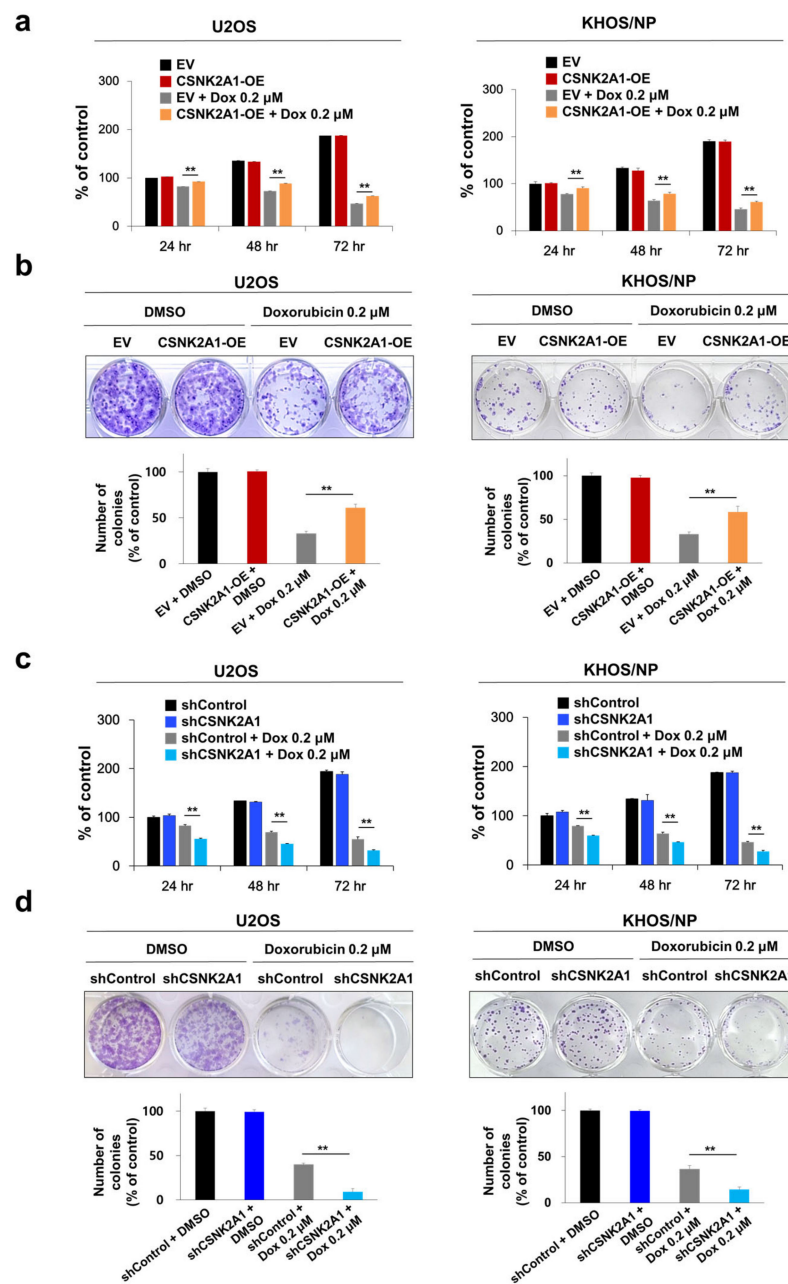 a
U2OS
EV
CSNK2A1-OE
EV + Dox 0.2 μM
CSNK2A1-OE + Dox 0.2 μM
% of control
300
200
100
0
**
**
**
24 hr
48 hr
72 hr
KHOS/NP
EV
CSNK2A1-OE
EV + Dox 0.2 μM
CSNK2A1-OE + Dox 0.2 μM
% of control
300
200
100
0
**
**
**
24 hr
48 hr
72 hr
b
U2OS
DMSO
Doxorubicin 0.2 μM
EV
CSNK2A1-OE
EV
CSNK2A1-OE
Number of
colonies
(% of control)
100
50
0
**
EV + DMSO
CSNK2A1-OE +
DMSO
EV + Dox 0.2 μM
CSNK2A1-OE +
Dox 0.2 μM
KHOS/NP
DMSO
Doxorubicin 0.2 μM
EV
CSNK2A1-OE
EV
CSNK2A1-OE
Number of
colonies
(% of control)
100
50
0
**
EV + DMSO
CSNK2A1-OE +
DMSO
EV + Dox 0.2 μM
CSNK2A1-OE +
Dox 0.2 μM
c
U2OS
shControl
shCSNK2A1
shControl + Dox 0.2 μM
shCSNK2A1 + Dox 0.2 μM
% of control
300
200
100
0
**
**
**
24 hr
48 hr
72 hr
KHOS/NP
shControl
shCSNK2A1
shControl + Dox 0.2 μM
shCSNK2A1 + Dox 0.2 μM
% of control
300
200
100
0
**
**
**
24 hr
48 hr
72 hr
d
U2OS
DMSO
Doxorubicin 0.2 μM
shControl
shCSNK2A1
shControl
shCSNK2A1
Number of
colonies
(% of control)
100
50
0
**
shControl + DMSO
shCSNK2A1 +
DMSO
shControl +
Dox 0.2 μM
shCSNK2A1 +
Dox 0.2 μM
KHOS/NP
DMSO
Doxorubicin 0.2 μM
shControl
shCSNK2A1
shControl
shCSNK2A1
Number of
colonies
(% of control)
100
50
0
**
shControl + DMSO
shCSNK2A1 +
DMSO
shControl +
Dox 0.2 μM
shCSNK2A1 +
Dox 0.2 μM